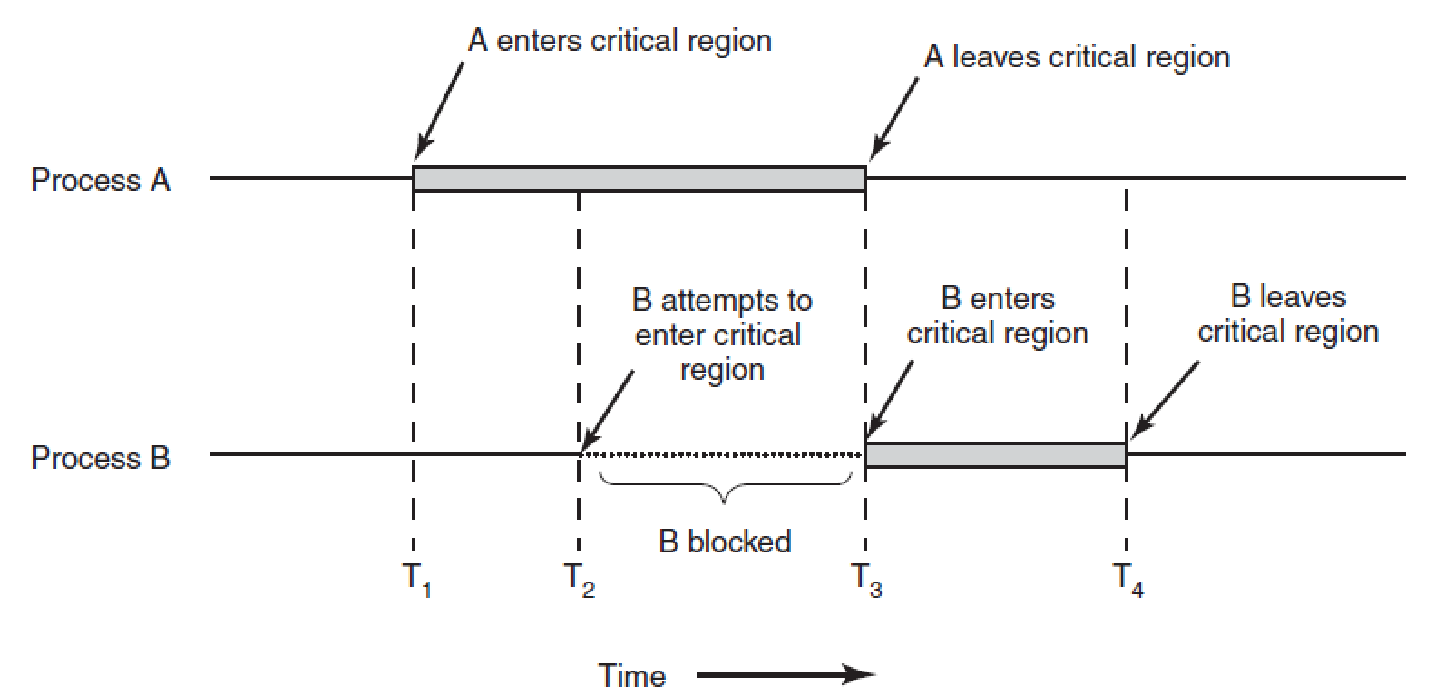 A enters critical region
A leaves critical region
Process A
B attempts to
enter critical
region
B enters
critical region
B leaves
critical region
Process B
B blocked
T1
T2
T3
T4
Time